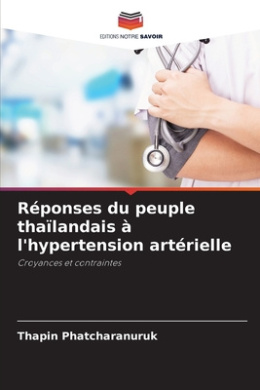 EDITIONS NOTRE SAVOIR
Réponses du peuple
thaïlandais à
l'hypertension artérielle
Croyances et contraintes
Thapin Phatcharanuruk